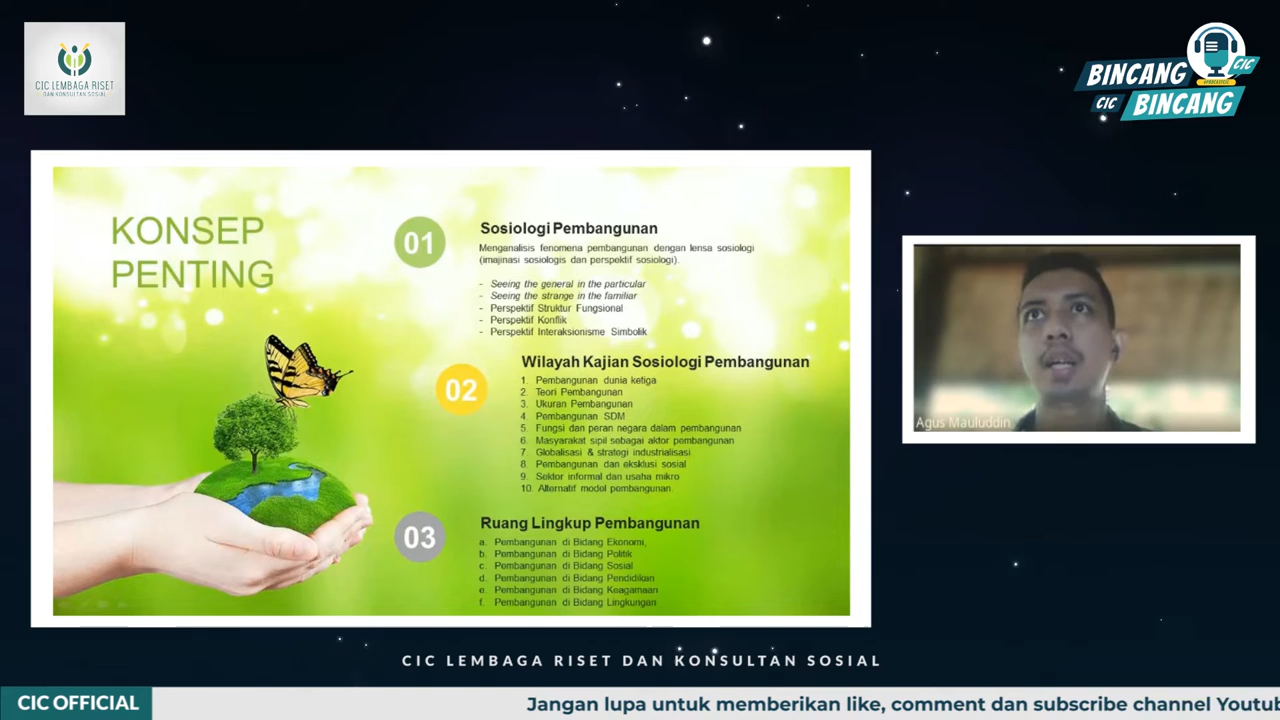 CIC LEMBAGA RISET
DAN KONSULTAN SOSIAL
BINCANG
CIC
CIC
BINCANG
KONSEP
PENTING
01
Sosiologi Pembangunan
Menganalisis fenomena pembangunan dengan lensa sosiologi
(imajinasi sosiologis dan perspektif sosiologi).
- Seeing the general in the particular
- Seeing the strange in the familiar
- Perspektif Struktur Fungsional
- Perspektif Konflik
- Perspektif Interaksionisme Simbolik
02
Wilayah Kajian Sosiologi Pembangunan
1. Pembangunan dunia ketiga
2. Teori Pembangunan
3. Ukuran Pembangunan
4. Pembangunan SDM
5. Fungsi dan peran negara dalam pembangunan
6. Masyarakat sipil sebagai aktor pembangunan
7. Globalisasi & strategi industrialisasi
8. Pembangunan dan eksklusi sosial
9. Sektor informal dan usaha mikro
10. Alternatif model pembangunan.
03
Ruang Lingkup Pembangunan
a. Pembangunan di Bidang Ekonomi,
b. Pembangunan di Bidang Politik
c. Pembangunan di Bidang Sosial
d. Pembangunan di Bidang Pendidikan
e. Pembangunan di Bidang Keagamaan
f. Pembangunan di Bidang Lingkungan
Agus Mauluddin
CIC LEMBAGA RISET DAN KONSULTAN SOSIAL
CIC OFFICIAL
Jangan lupa untuk memberikan like, comment dan subscribe channel Youtub